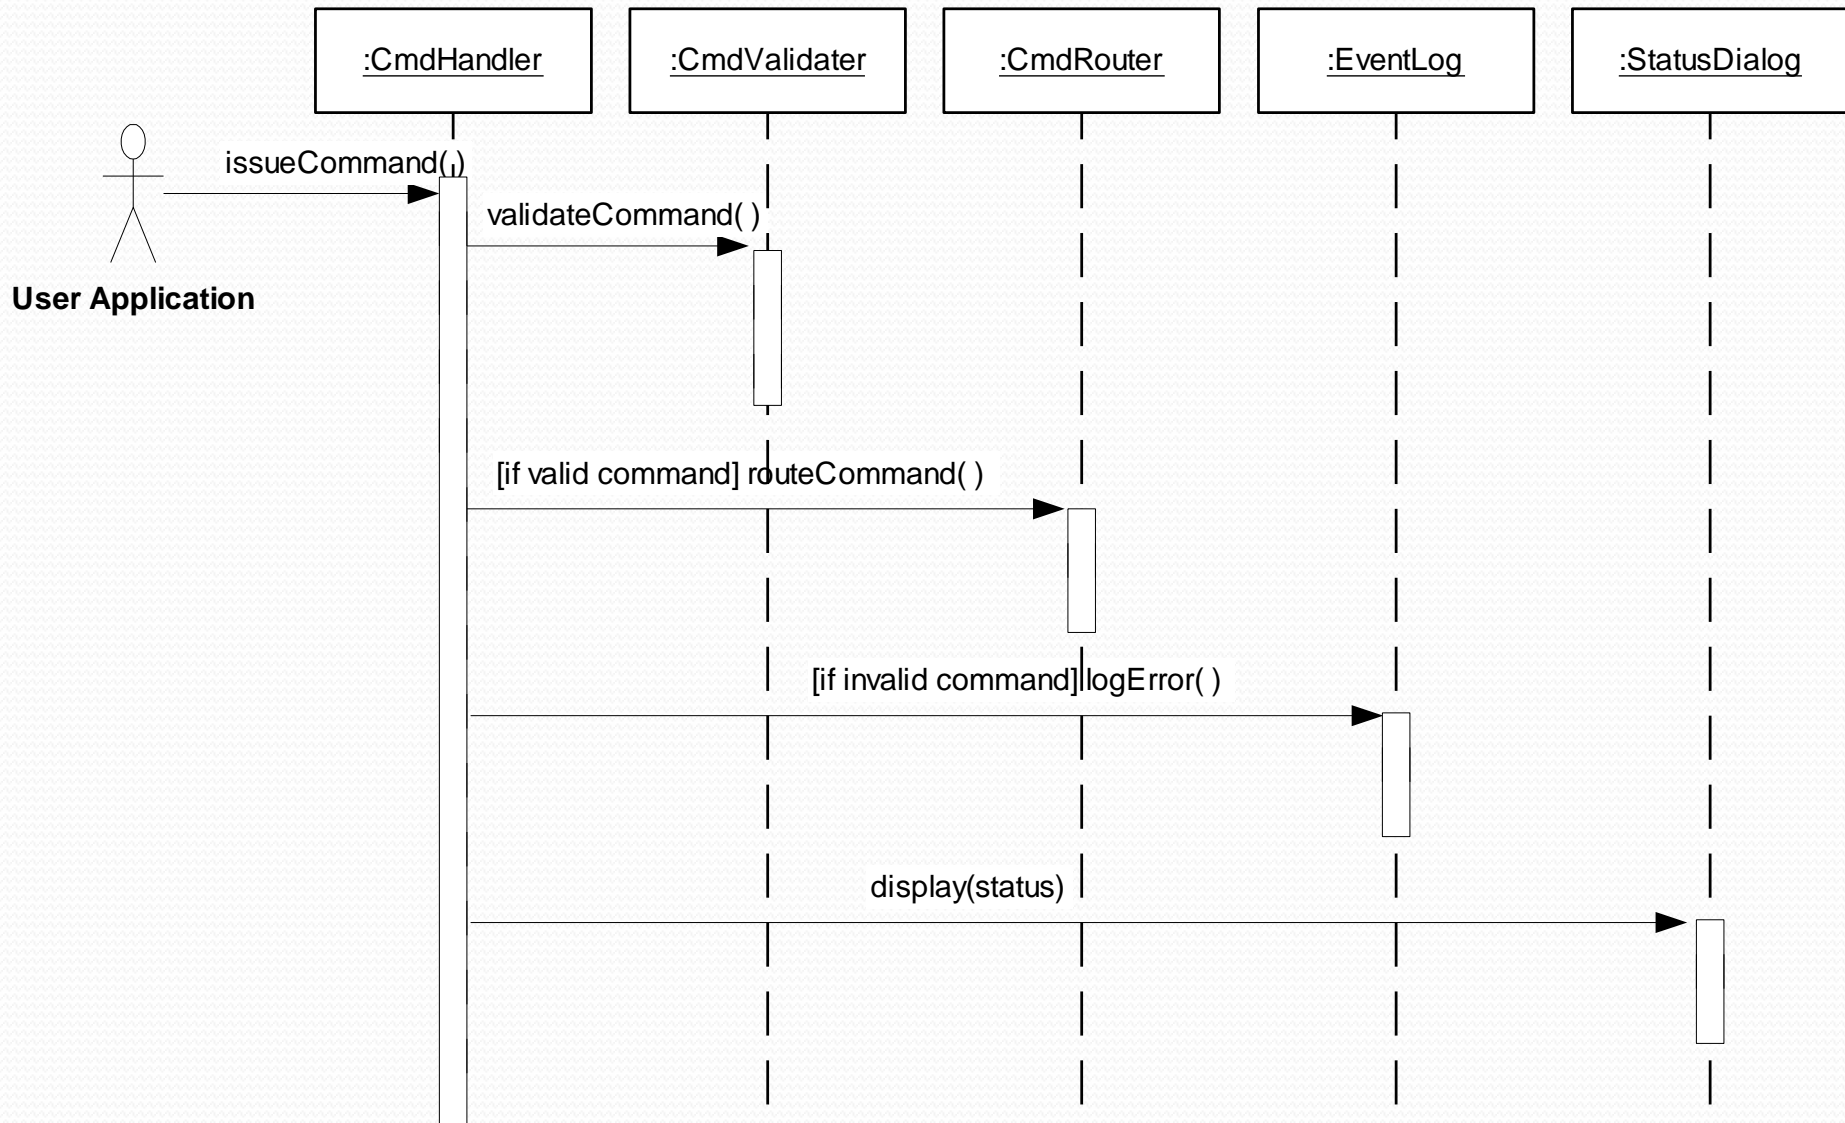 :CmdHandler
:CmdValidater
:CmdRouter
:EventLog
:StatusDialog
issueCommand( )
validateCommand( )
User Application
[if valid command] routeCommand( )
[if invalid command]logError( )
display(status)